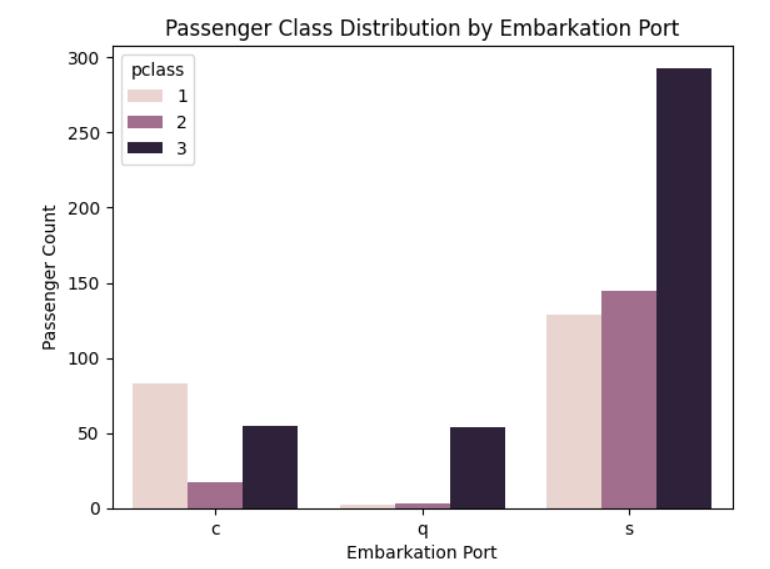 Passenger Class Distribution by Embarkation Port
pclass
1
2
3
Passenger Count
300
250
200
150
100
50
0
c q s
Embarkation Port